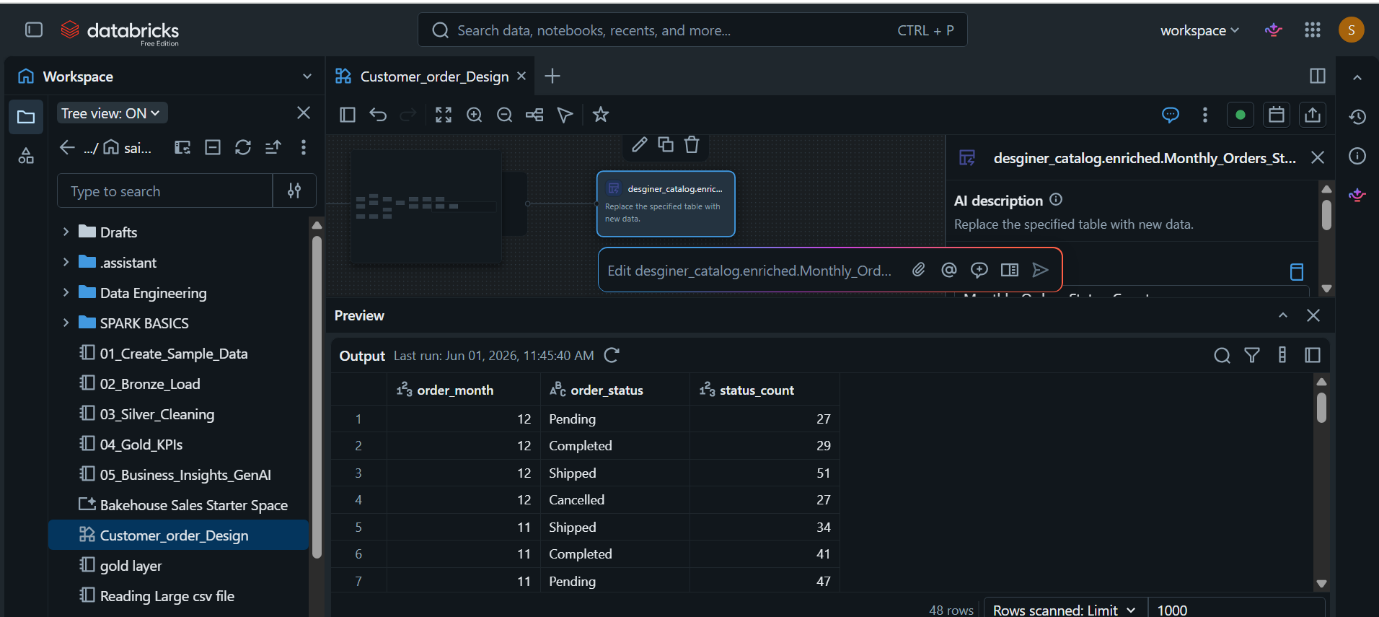 databricks
Free Edition
Search data, notebooks, recents, and more...
CTRL + P
workspace
S
Workspace
Customer_order_Design
Tree view: ON
.../ sai...
Type to search
Drafts
.assistant
Data Engineering
SPARK BASICS
01_Create_Sample_Data
02_Bronze_Load
03_Silver_Cleaning
04_Gold_KPIs
05_Business_Insights_GenAI
Bakehouse Sales Starter Space
Customer_order_Design
gold layer
Reading Large csv file
desginer_catalog.enric...
Replace the specified table with
new data.
Edit desginer_catalog.enriched.Monthly_Ord...
desginer_catalog.enriched.Monthly_Orders_St...
AI description
Replace the specified table with new data.
Preview
Output Last run: Jun 01, 2026, 11:45:40 AM
order_month order_status status_count
1 12 Pending 27
2 12 Completed 29
3 12 Shipped 51
4 12 Cancelled 27
5 11 Shipped 34
6 11 Completed 41
7 11 Pending 47
48 rows Rows scanned: Limit 1000